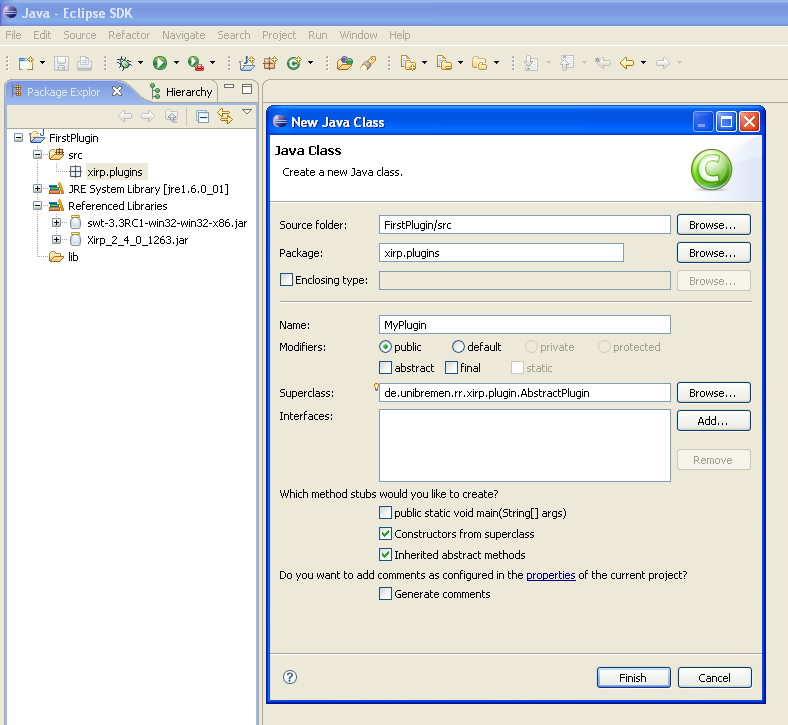 Java - Eclipse SDK
File Edit Source Refactor Navigate Search Project Run Window Help
Package Explor Hierarchy
FirstPlugin
src
xirp.plugins
JRE System Library [jre1.6.0_01]
Referenced Libraries
swt-3.3RC1-win32-win32-x86.jar
Xirp_2_4_0_1263.jar
lib
New Java Class
Java Class
Create a new Java class.
C
Source folder: FirstPlugin/src Browse...
Package: xirp.plugins Browse...
Enclosing type: Browse...
Name: MyPlugin
Modifiers: public default private protected
abstract final static
Superclass: de.unibremen.rr.xirp.plugin.AbstractPlugin Browse...
Interfaces: Add...
Remove
Which method stubs would you like to create?
public static void main(String[] args)
Constructors from superclass
Inherited abstract methods
Do you want to add comments as configured in the properties of the current project?
Generate comments
? Finish Cancel